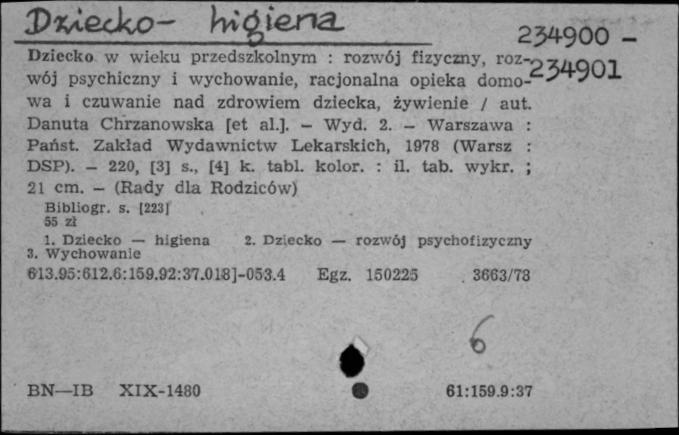 Dziecko - higiena
234900 -
234901
Dziecko w wieku przedszkolnym : rozwój fizyczny, roz-
wój psychiczny i wychowanie, racjonalna opieka domo-
wa i czuwanie nad zdrowiem dziecka, żywienie / aut.
Danuta Chrzanowska [et al.]. — Wyd. 2. — Warszawa :
Państ. Zakład Wydawnictw Lekarskich, 1978 (Warsz :
DSP). — 220, [3] s., [4] k. tabl. kolor. : il. tab. wykr. ;
21 cm. — (Rady dla Rodziców)
Bibliogr. s. [223]
55 zł
1. Dziecko — higiena 2. Dziecko — rozwój psychofizyczny
3. Wychowanie
613.95:612.6:159.92:37.018]-053.4 Egz. 150225 3663/78
6
BN—IB XIX-1480 61:159.9:37